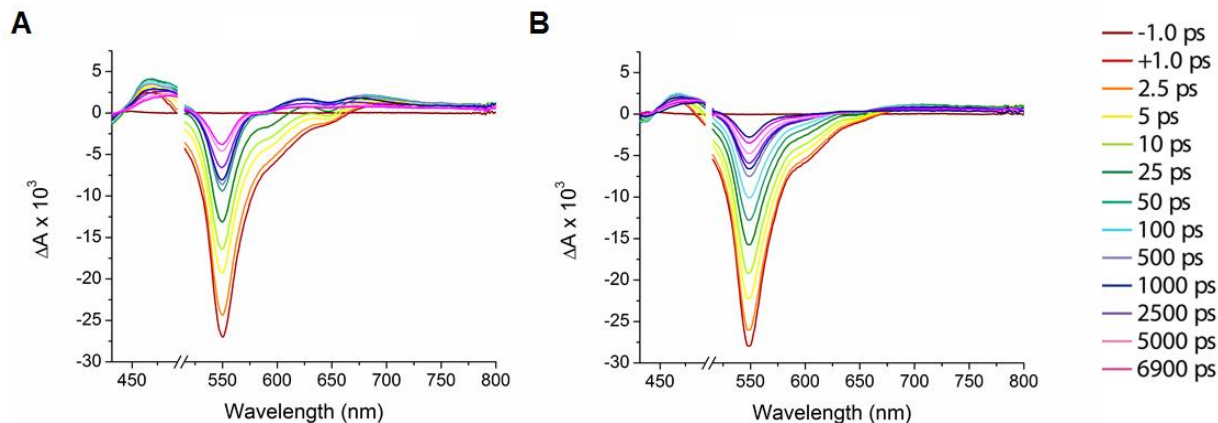 A
B
5
0
-5
-10
-15
-20
-25
-30
ΔA x 10³
450
550
600
650
700
750
800
Wavelength (nm)
5
0
-5
-10
-15
-20
-25
-30
ΔA x 10³
450
550
600
650
700
750
800
Wavelength (nm)
-1.0 ps
+1.0 ps
2.5 ps
5 ps
10 ps
25 ps
50 ps
100 ps
500 ps
1000 ps
2500 ps
5000 ps
6900 ps